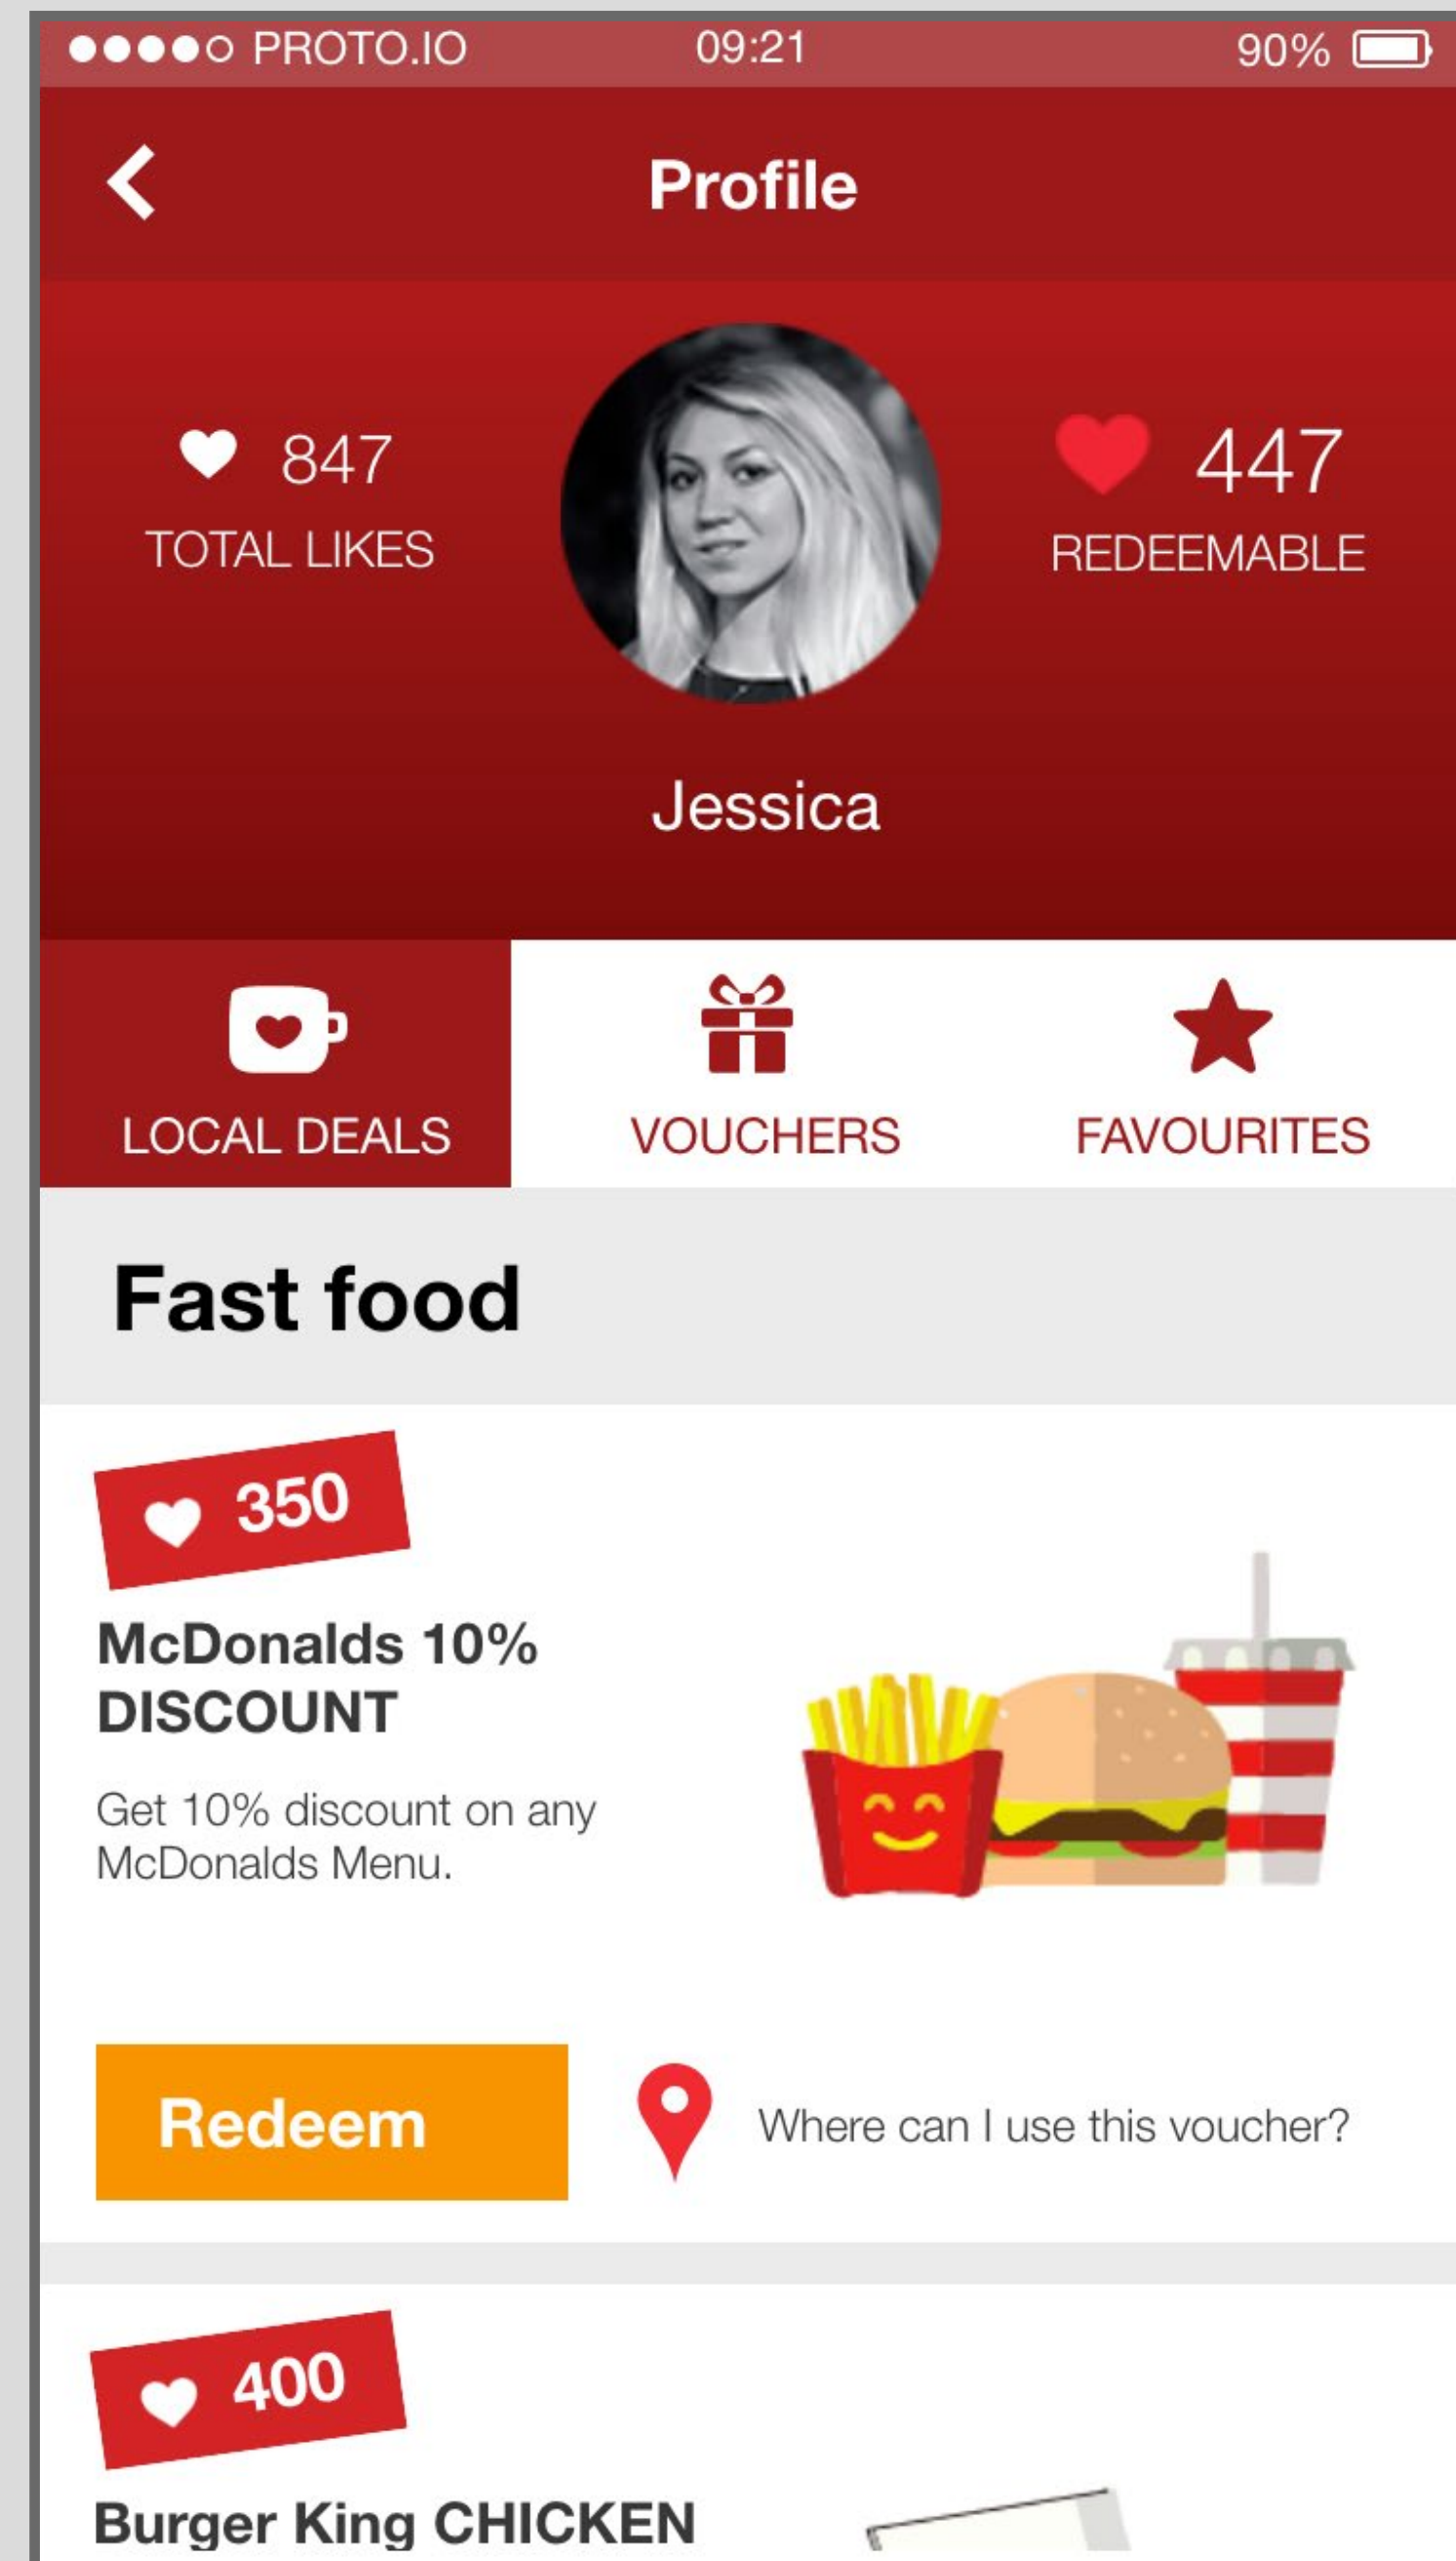 PROTO.IO 09:21 90%
Profile
847
TOTAL LIKES
447
REDEEMABLE
Jessica
LOCAL DEALS
VOUCHERS
FAVOURITES
Fast food
350
McDonalds 10%
DISCOUNT
Get 10% discount on any
McDonalds Menu.
Redeem
Where can I use this voucher?
400
Burger King CHICKEN